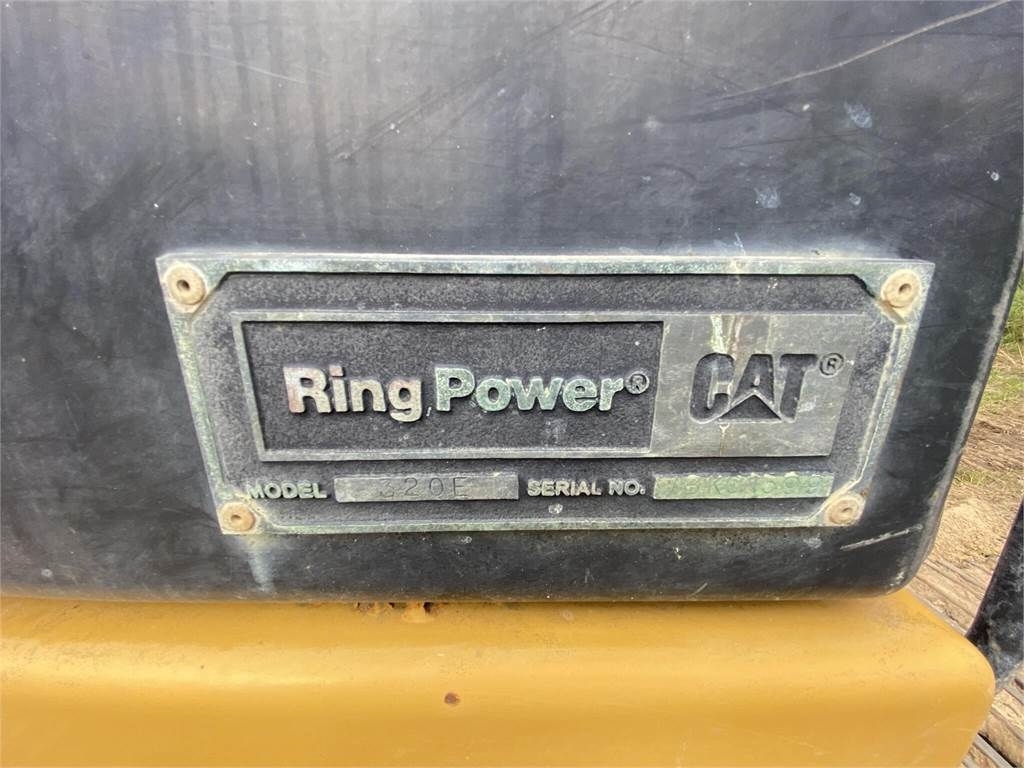 Ring Power® CAT®
MODEL 320E SERIAL NO.